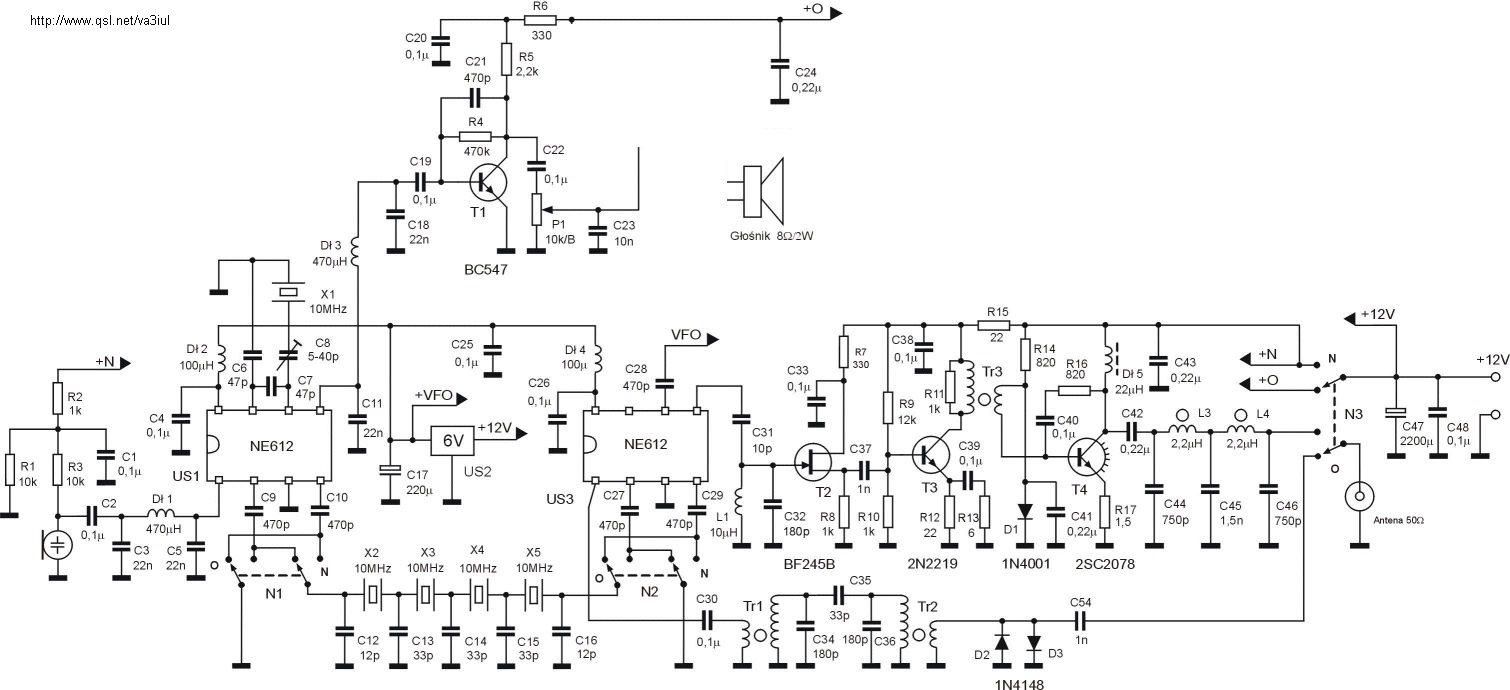 http://www.qsl.net/va3iul
R6
330
+O
C20
0,1µ
R5
2,2k
C21
470p
C24
0,22µ
R4
470k
C22
0,1µ
C19
0,1µ
T1
P1
10k/B
C23
10n
C18
22n
Głośnik 8Ω/2W
Dł 3
470µH
BC547
X1
10MHz
Dł 2
100µH
C8
5-40p
C6
47p
C7
47p
+N
R2
1k
C4
0,1µ
C11
22n
NE612
US1
R1
10k
R3
10k
C1
0,1µ
C2
0,1µ
Dł 1
470µH
C3
22n
C5
22n
C9
470p
C10
470p
O
N
N1
C25
0,1µ
+VFO
6V
+12V
US2
C17
220µ
Dł 4
100µ
C26
0,1µ
C28
470p
VFO
NE612
US3
C27
470p
C29
470p
O
N
N2
X2
10MHz
X3
10MHz
X4
10MHz
X5
10MHz
C12
12p
C13
33p
C14
33p
C15
33p
C16
12p
C30
0,1µ
Tr1
C34
180p
C35
33p
180p
C36
Tr2
D2
D3
1N4148
C54
1n
C31
10p
L1
10µH
C32
180p
C33
0,1µ
R7
330
T2
BF245B
R8
1k
C37
1n
R9
12k
R10
1k
C38
0,1µ
R11
1k
Tr3
R15
22
T3
2N2219
C39
0,1µ
R12
22
R13
6
R14
820
R16
820
C40
0,1µ
D1
1N4001
C41
0,22µ
T4
2SC2078
R17
1,5
Dł 5
22µH
C43
0,22µ
C42
0,22µ
L3
2,2µH
L4
2,2µH
C44
750p
C45
1,5n
C46
750p
+12V
+N
+O
N
N3
O
+12V
C47
2200µ
C48
0,1µ
Antena 50Ω